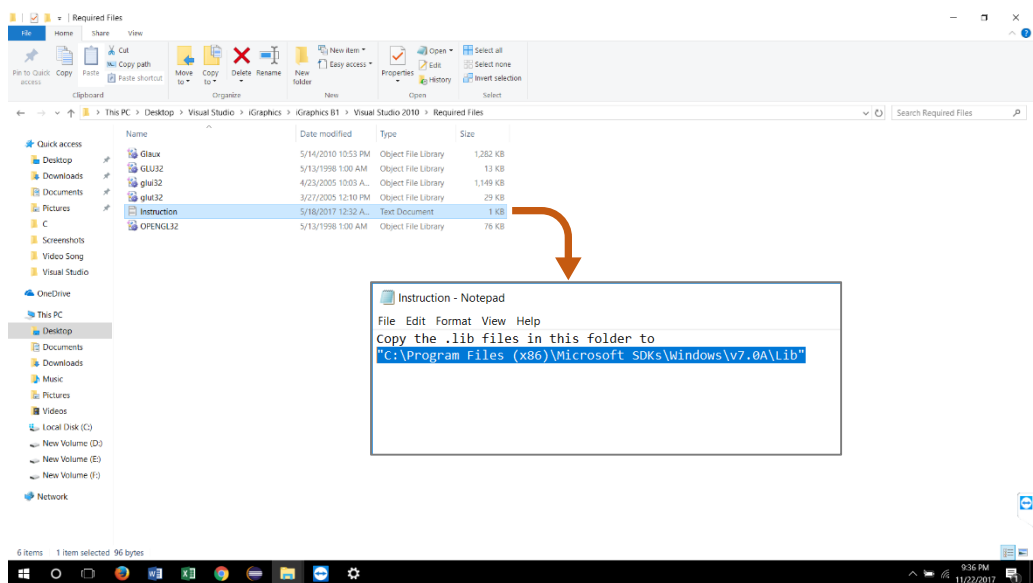 Required Files
File Home Share View
Pin to Quick access
Copy
Paste
Cut
Copy path
Paste shortcut
Clipboard
Move to
Copy to
Delete
Rename
Organize
New folder
New item
Easy access
New
Properties
Open
Edit
History
Open
Select all
Select none
Invert selection
Select
This PC > Desktop > Visual Studio > iGraphics > iGraphics B1 > Visual Studio 2010 > Required Files
Search Required Files
Name Date modified Type Size
Glaux 5/14/2010 10:53 PM Object File Library 1,282 KB
GLU32 5/13/1998 1:00 AM Object File Library 13 KB
glui32 4/23/2005 10:03 A... Object File Library 1,149 KB
glut32 3/27/2005 12:10 PM Object File Library 29 KB
Instruction 5/18/2017 12:32 A... Text Document 1 KB
OPENGL32 5/13/1998 1:00 AM Object File Library 76 KB
Quick access
Desktop
Downloads
Documents
Pictures
C
Screenshots
Video Song
Visual Studio
OneDrive
This PC
Desktop
Documents
Downloads
Music
Pictures
Videos
Local Disk (C:)
New Volume (D:)
New Volume (E:)
New Volume (F:)
Network
Instruction - Notepad
File Edit Format View Help
Copy the .lib files in this folder to
"C:\Program Files (x86)\Microsoft SDKs\Windows\v7.0A\Lib"
6 items 1 item selected 96 bytes
9:36 PM
11/22/2017